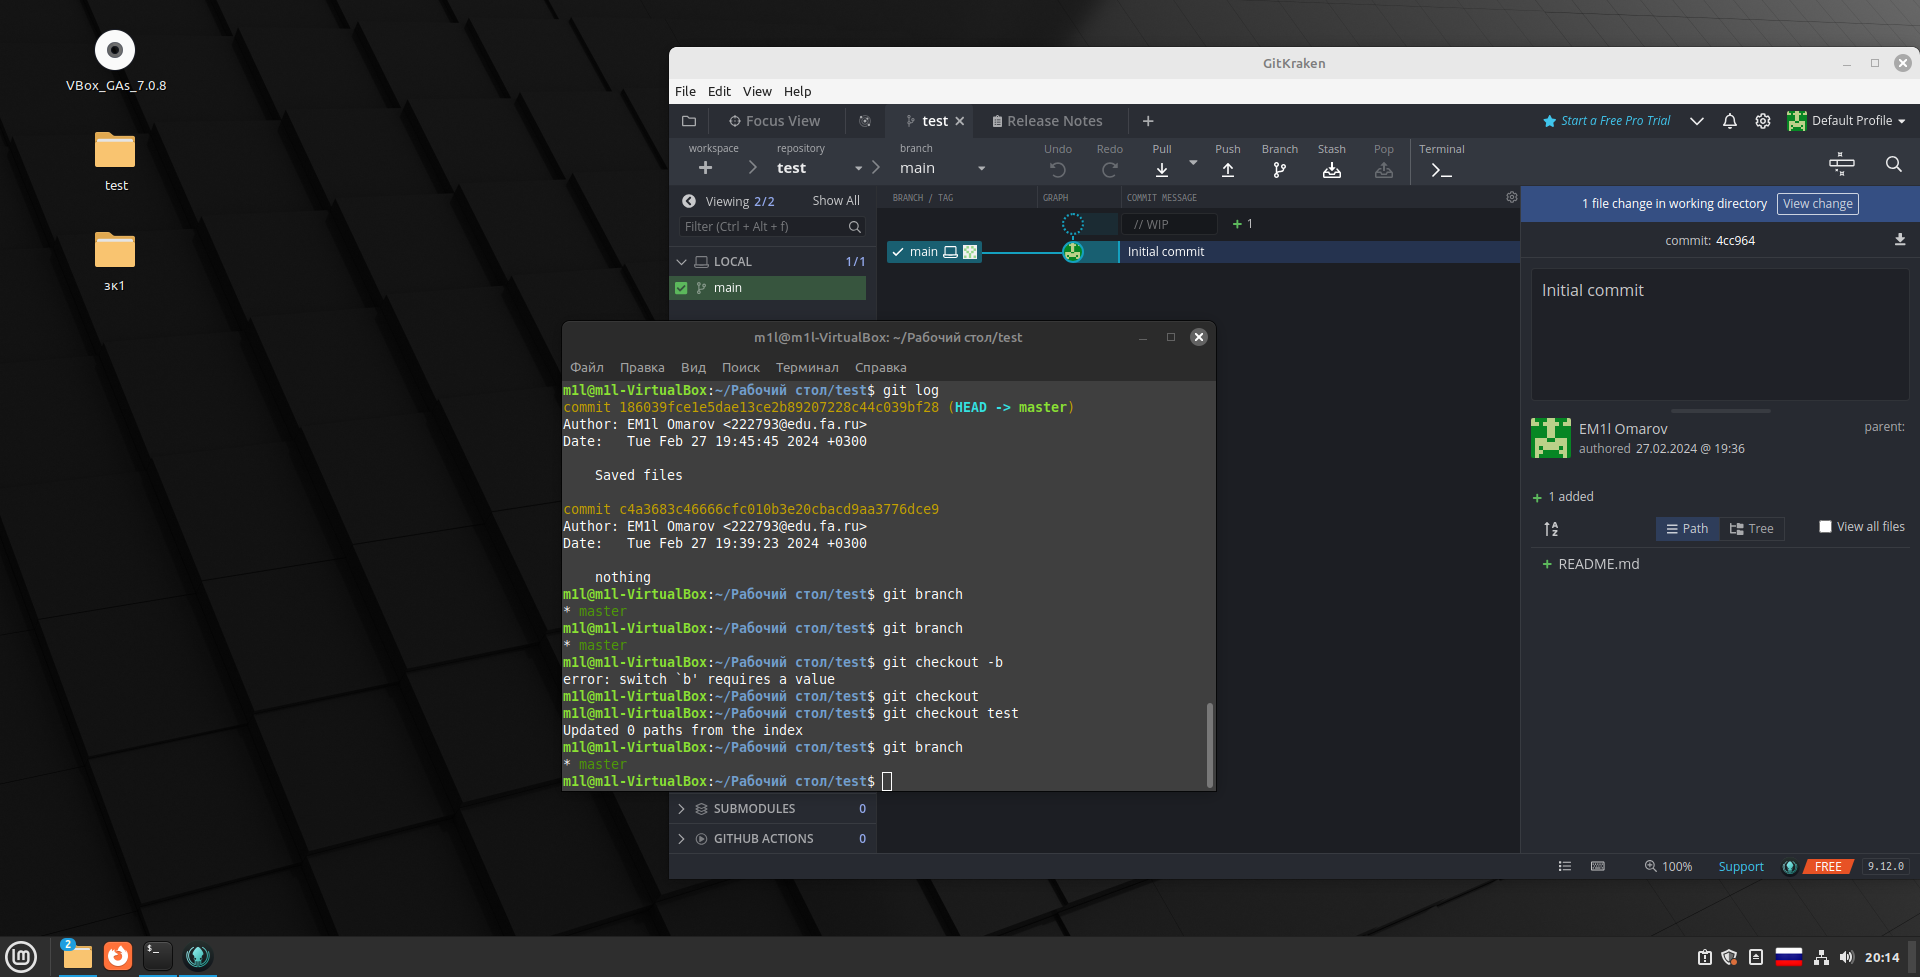 VBox_GAs_7.0.8
test
зк1
GitKraken
File Edit View Help
Focus View
test
Release Notes
Start a Free Pro Trial
Default Profile
workspace
repository
test
branch
main
Undo Redo Pull Push Branch Stash Pop Terminal
Viewing 2/2 Show All
Filter (Ctrl + Alt + f)
LOCAL 1/1
main
BRANCH / TAG GRAPH COMMIT MESSAGE
// WIP
1
main Initial commit
1 file change in working directory View change
commit: 4cc964
Initial commit
EM1l Omarov
authored 27.02.2024 @ 19:36
parent:
1 added
Path Tree View all files
README.md
m1l@m1l-VirtualBox: ~/Рабочий стол/test
Файл Правка Вид Поиск Терминал Справка
m1l@m1l-VirtualBox:~/Рабочий стол/test$ git log
commit 186039fce1e5dae13ce2b89207228c44c039bf28 (HEAD -> master)
Author: EM1l Omarov <222793@edu.fa.ru>
Date:   Tue Feb 27 19:45:45 2024 +0300
Saved files
commit c4a3683c46666cfc010b3e20cbacd9aa3776dce9
Author: EM1l Omarov <222793@edu.fa.ru>
Date:   Tue Feb 27 19:39:23 2024 +0300
nothing
m1l@m1l-VirtualBox:~/Рабочий стол/test$ git branch
* master
m1l@m1l-VirtualBox:~/Рабочий стол/test$ git branch
* master
m1l@m1l-VirtualBox:~/Рабочий стол/test$ git checkout -b
error: switch `b' requires a value
m1l@m1l-VirtualBox:~/Рабочий стол/test$ git checkout
m1l@m1l-VirtualBox:~/Рабочий стол/test$ git checkout test
Updated 0 paths from the index
m1l@m1l-VirtualBox:~/Рабочий стол/test$ git branch
* master
m1l@m1l-VirtualBox:~/Рабочий стол/test$
SUBMODULES 0
GITHUB ACTIONS 0
100% Support FREE 9.12.0
2
20:14